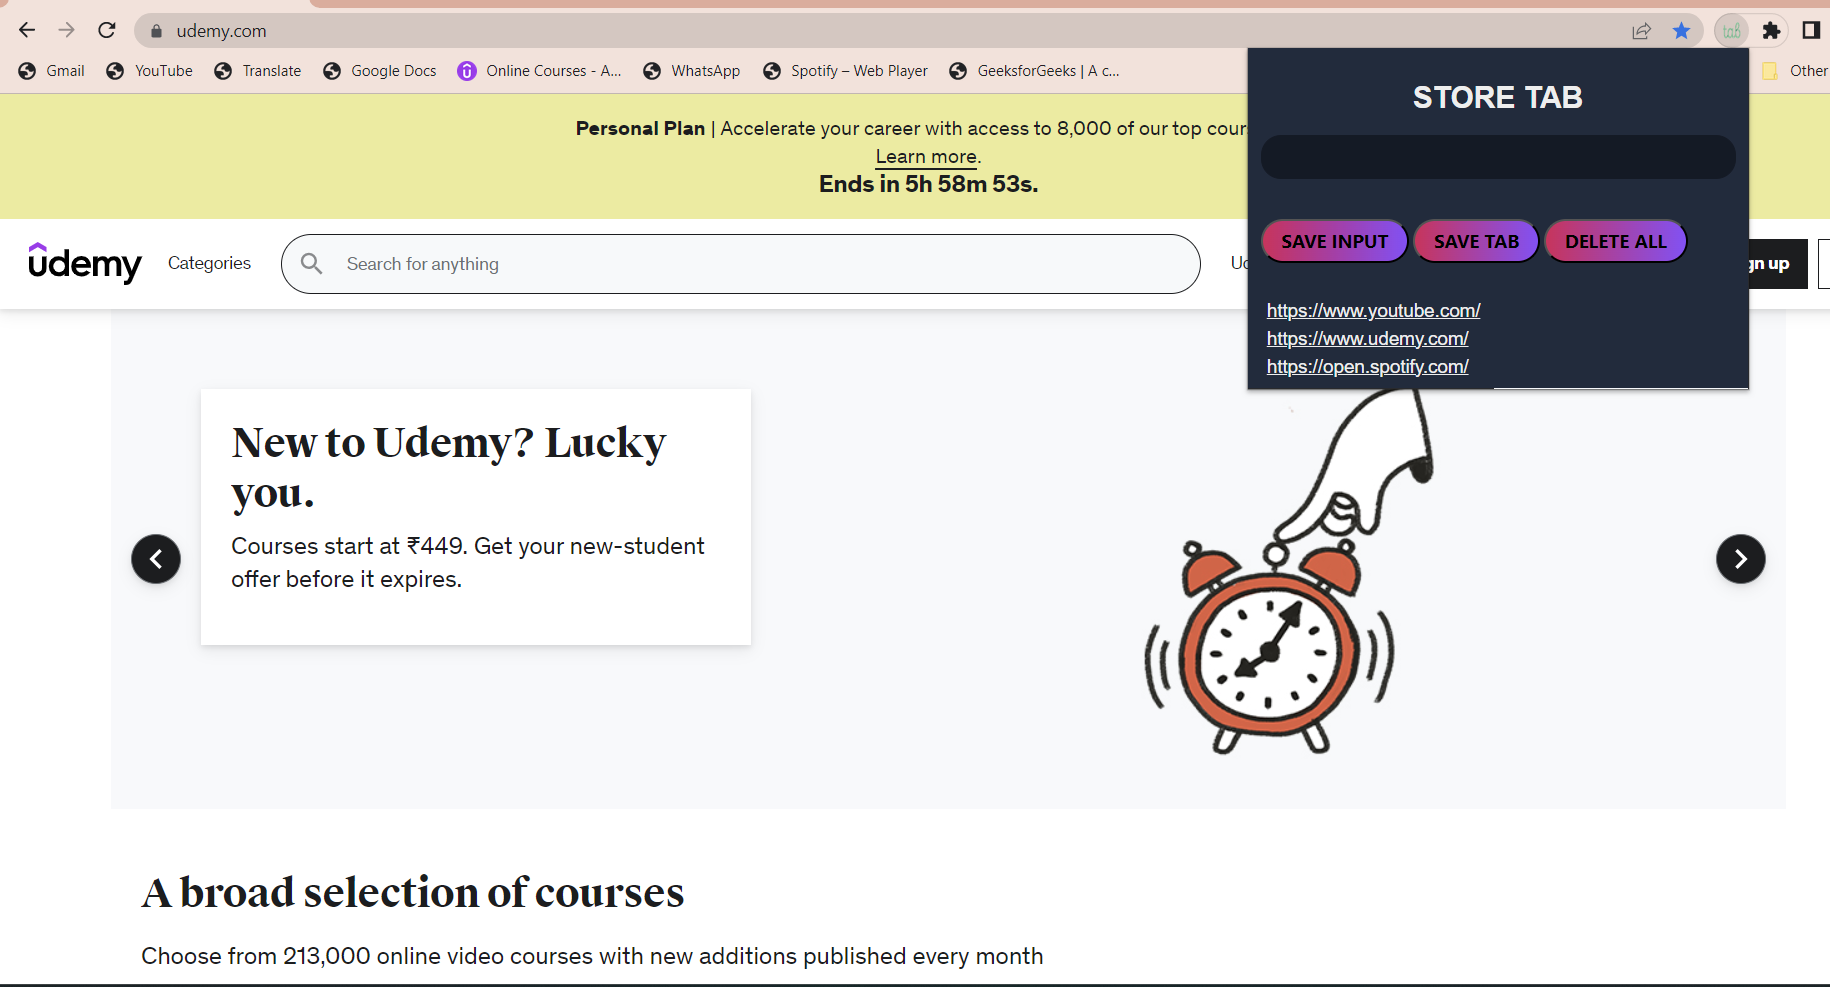 udemy.com
tab
Gmail YouTube Translate Google Docs Online Courses - A... WhatsApp Spotify – Web Player GeeksforGeeks | A c... Other
Personal Plan | Accelerate your career with access to 8,000 of our top cour
Learn more.
Ends in 5h 58m 53s.
STORE TAB
SAVE INPUT SAVE TAB DELETE ALL
https://www.youtube.com/
https://www.udemy.com/
https://open.spotify.com/
udemy Categories Search for anything Ud gn up
New to Udemy? Lucky
you.
Courses start at ₹449. Get your new-student
offer before it expires.
A broad selection of courses
Choose from 213,000 online video courses with new additions published every month